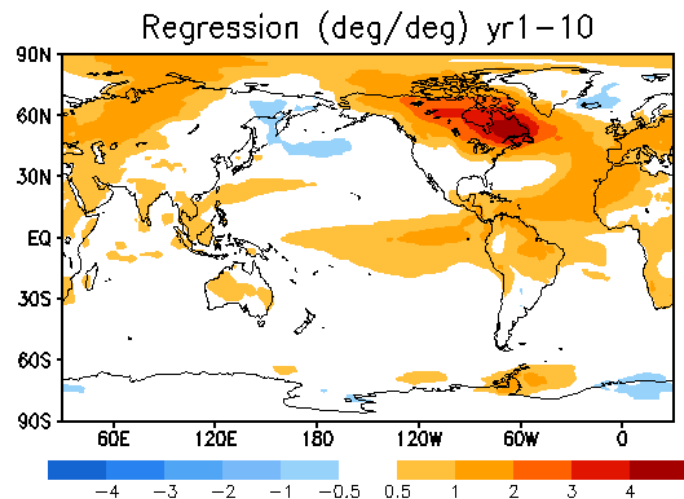 Regression (deg/deg) yr1-10
90N
60N
30N
EQ
30S
60S
90S
60E 120E 180 120W 60W 0
-4 -3 -2 -1 -0.5 0.5 1 2 3 4